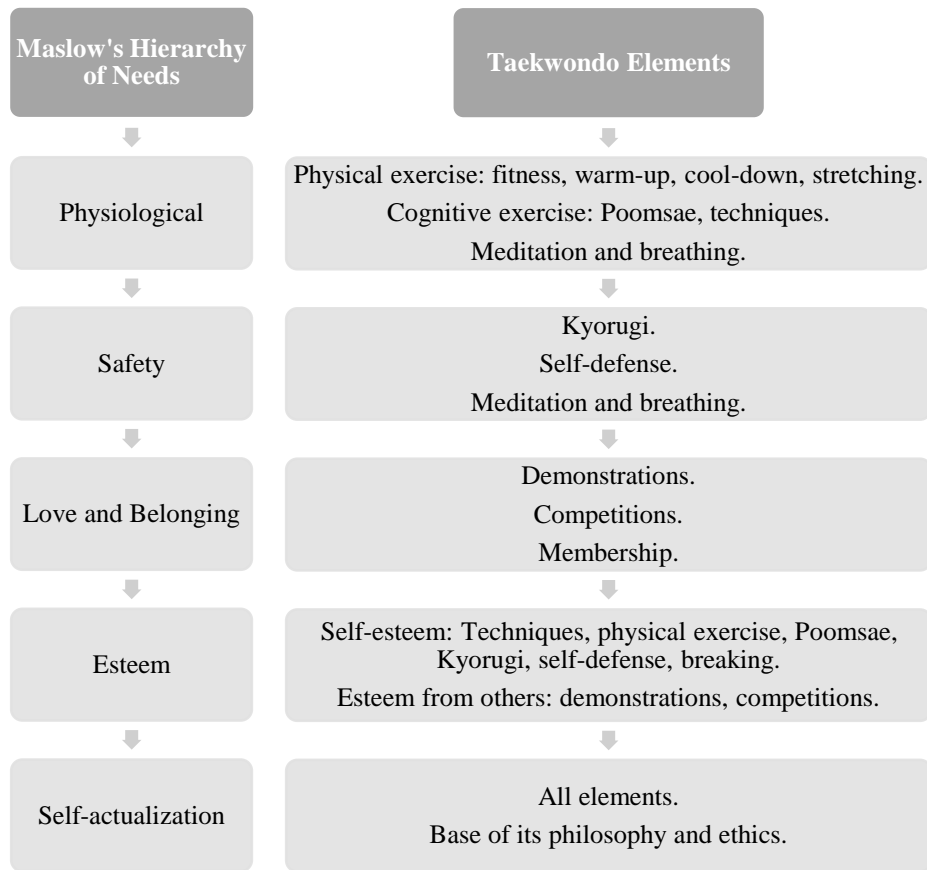 Maslow's Hierarchy
of Needs
Taekwondo Elements
Physiological
Physical exercise: fitness, warm-up, cool-down, stretching.
Cognitive exercise: Poomsae, techniques.
Meditation and breathing.
Safety
Kyorugi.
Self-defense.
Meditation and breathing.
Love and Belonging
Demonstrations.
Competitions.
Membership.
Esteem
Self-esteem: Techniques, physical exercise, Poomsae,
Kyorugi, self-defense, breaking.
Esteem from others: demonstrations, competitions.
Self-actualization
All elements.
Base of its philosophy and ethics.